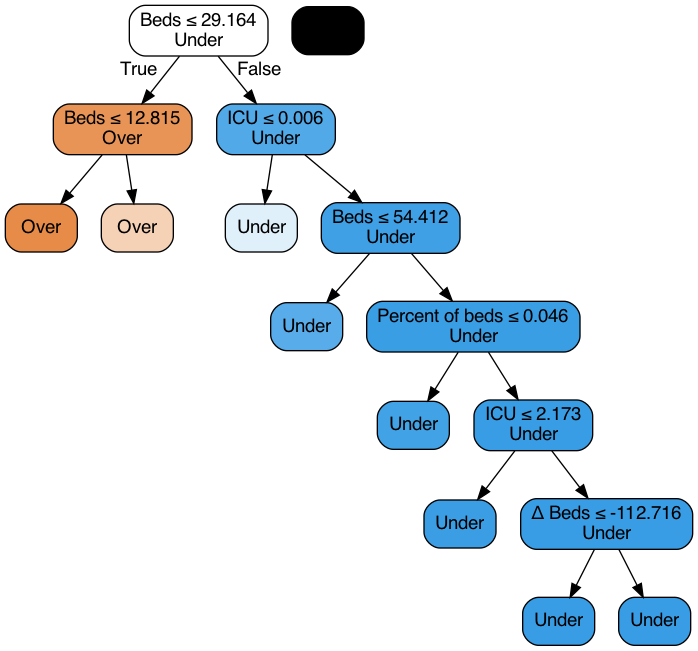 Beds ≤ 29.164
Under
True
False
Beds ≤ 12.815
Over
ICU ≤ 0.006
Under
Over
Over
Under
Beds ≤ 54.412
Under
Under
Percent of beds ≤ 0.046
Under
Under
ICU ≤ 2.173
Under
Under
Δ Beds ≤ -112.716
Under
Under
Under